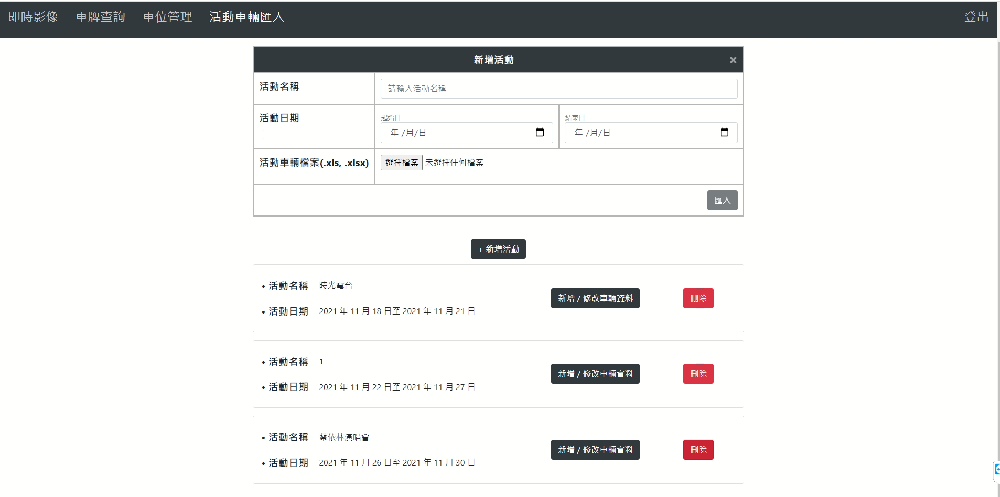 即時影像 車牌查詢 車位管理 活動車輛匯入 登出
新增活動 ×
活動名稱 請輸入活動名稱
活動日期 起始日 結束日
年 /月/日 年 /月/日
活動車輛檔案(.xls, .xlsx) 選擇檔案 未選擇任何檔案
匯入
+ 新增活動
• 活動名稱 時光電台
新增 / 修改車輛資料 刪除
• 活動日期 2021 年 11 月 18 日至 2021 年 11 月 21 日
• 活動名稱 1
新增 / 修改車輛資料 刪除
• 活動日期 2021 年 11 月 22 日至 2021 年 11 月 27 日
• 活動名稱 蔡依林演唱會
新增 / 修改車輛資料 刪除
• 活動日期 2021 年 11 月 26 日至 2021 年 11 月 30 日